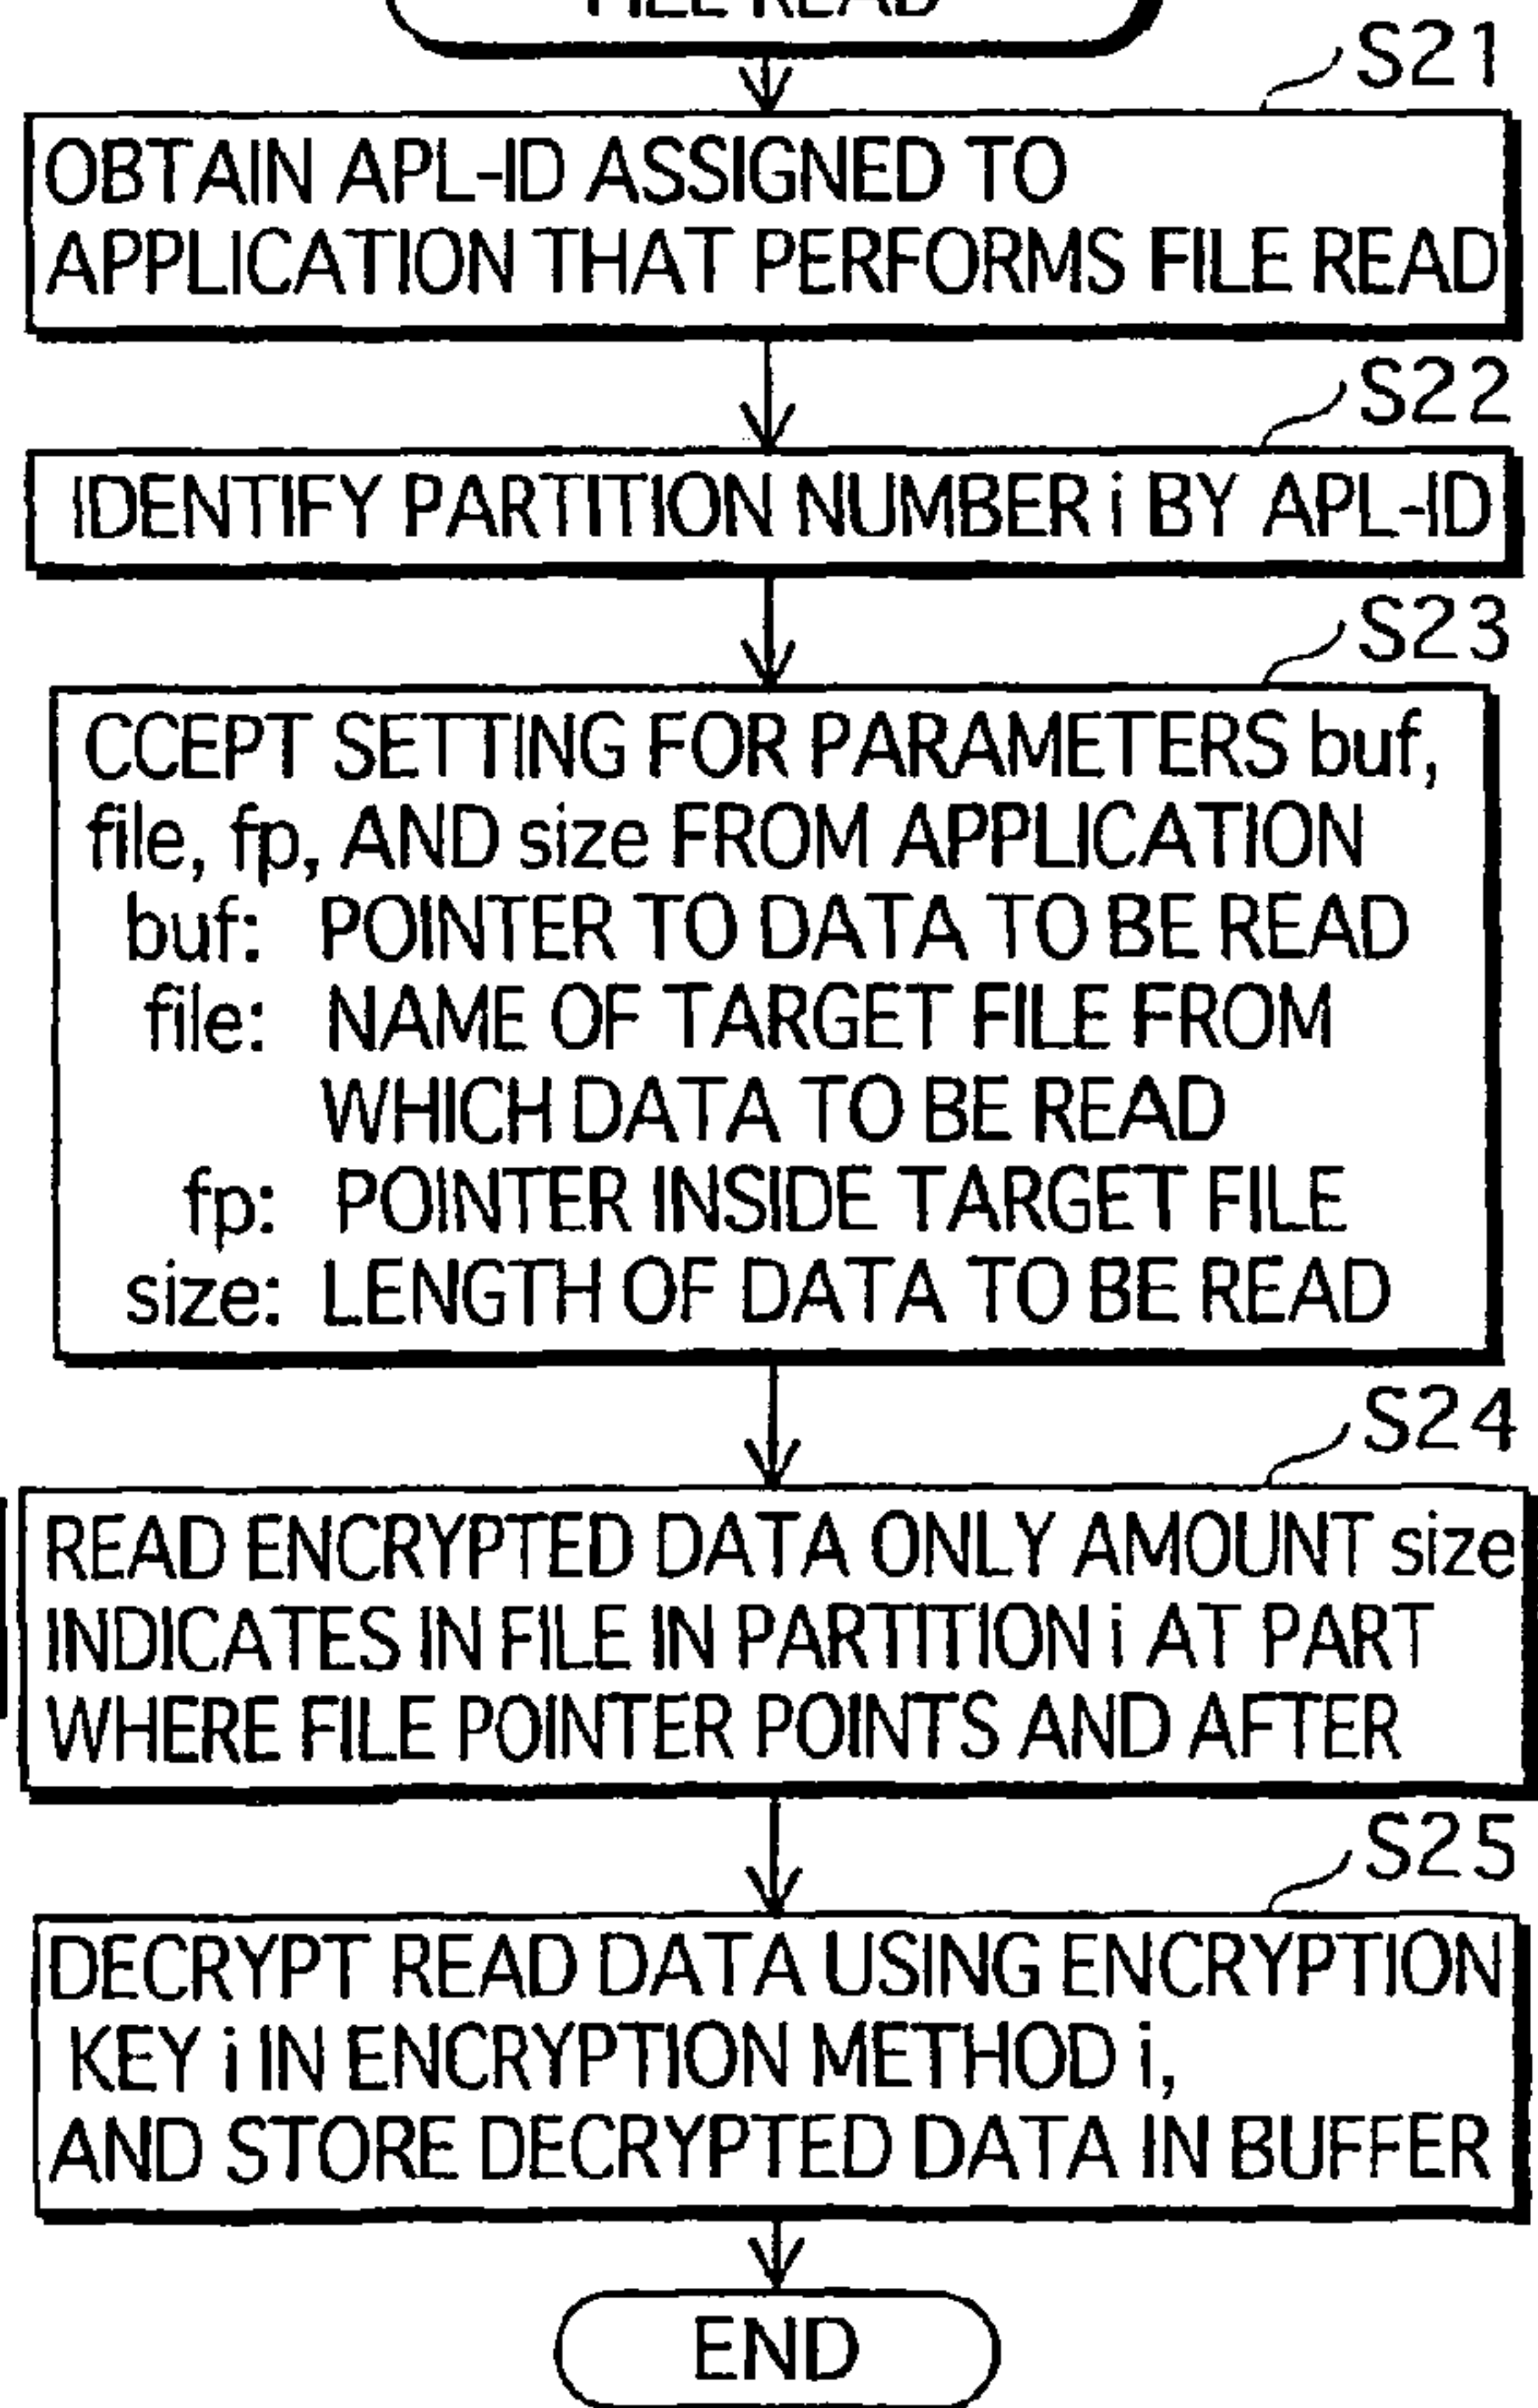 FILE READ
S21
OBTAIN APL-ID ASSIGNED TO
APPLICATION THAT PERFORMS FILE READ
S22
IDENTIFY PARTITION NUMBER i BY APL-ID
S23
CCEPT SETTING FOR PARAMETERS buf,
file, fp, AND size FROM APPLICATION
buf: POINTER TO DATA TO BE READ
file: NAME OF TARGET FILE FROM
WHICH DATA TO BE READ
fp: POINTER INSIDE TARGET FILE
size: LENGTH OF DATA TO BE READ
S24
READ ENCRYPTED DATA ONLY AMOUNT size
INDICATES IN FILE IN PARTITION i AT PART
WHERE FILE POINTER POINTS AND AFTER
S25
DECRYPT READ DATA USING ENCRYPTION
KEY i IN ENCRYPTION METHOD i,
AND STORE DECRYPTED DATA IN BUFFER
END